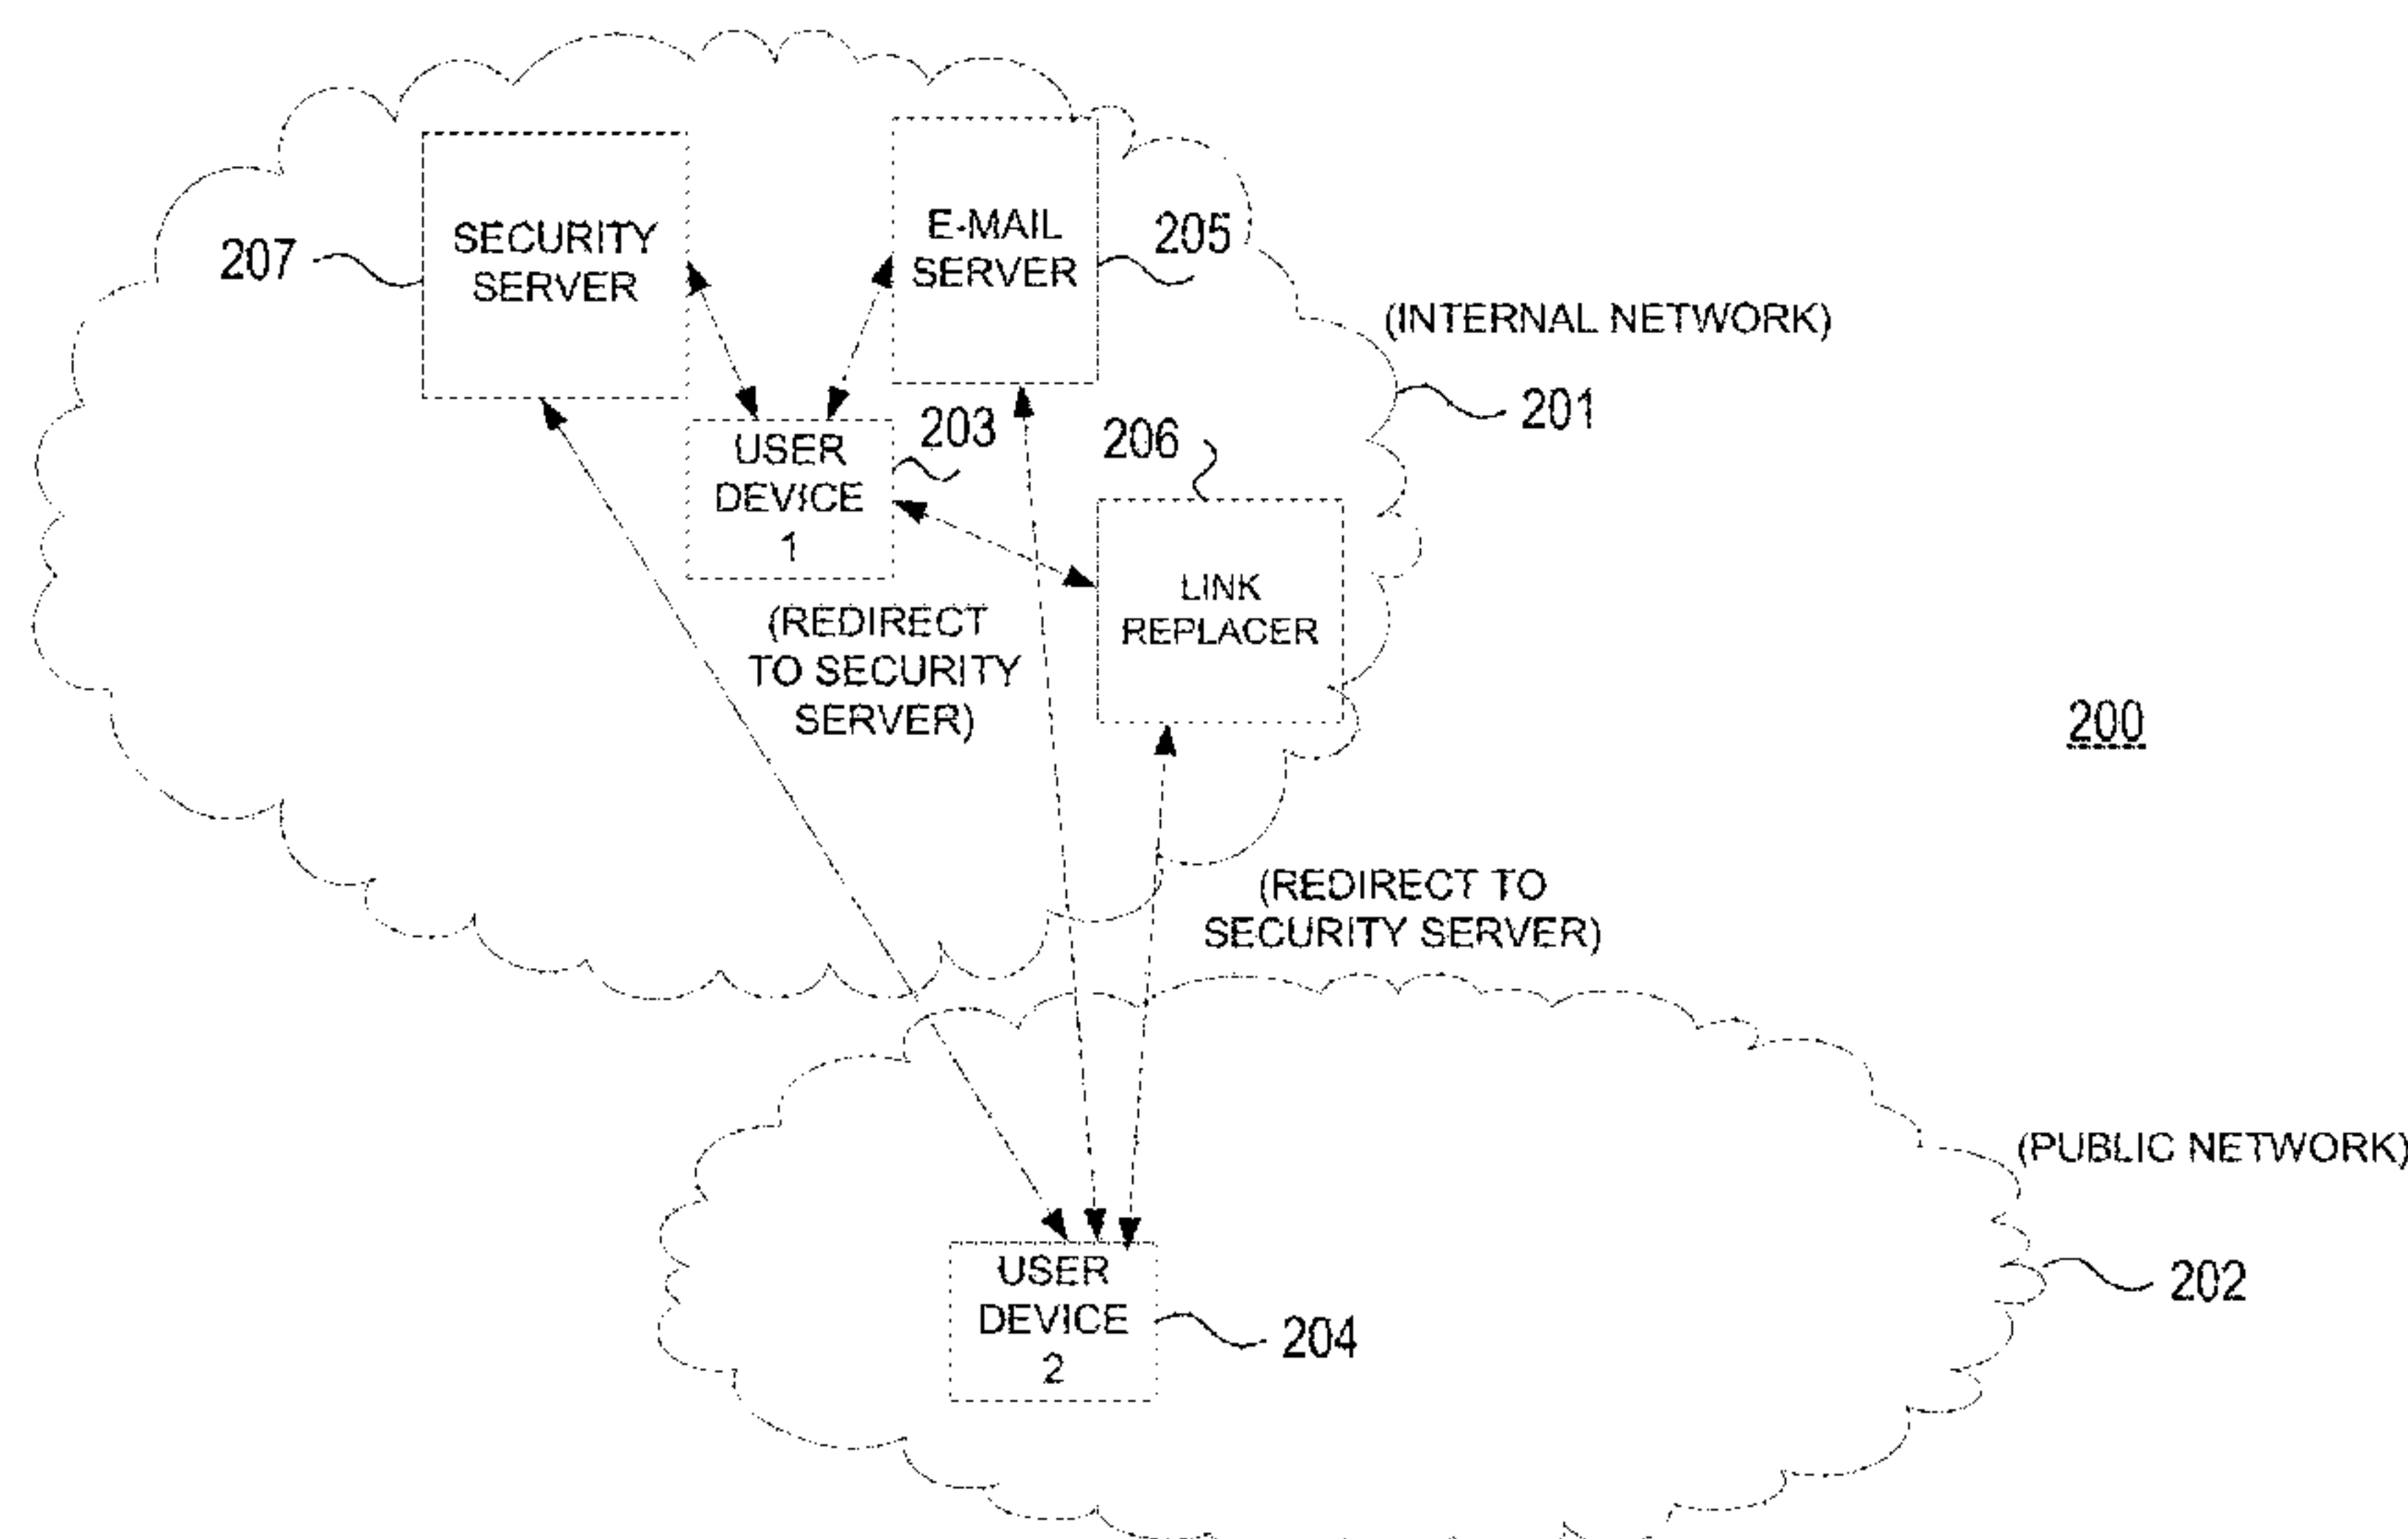 207
SECURITY
SERVER
E-MAIL
SERVER
205
(INTERNAL NETWORK)
201
203
USER
DEVICE
1
206
LINK
REPLACER
(REDIRECT
TO SECURITY
SERVER)
200
(REDIRECT TO
SECURITY SERVER)
(PUBLIC NETWORK)
202
USER
DEVICE
2
204